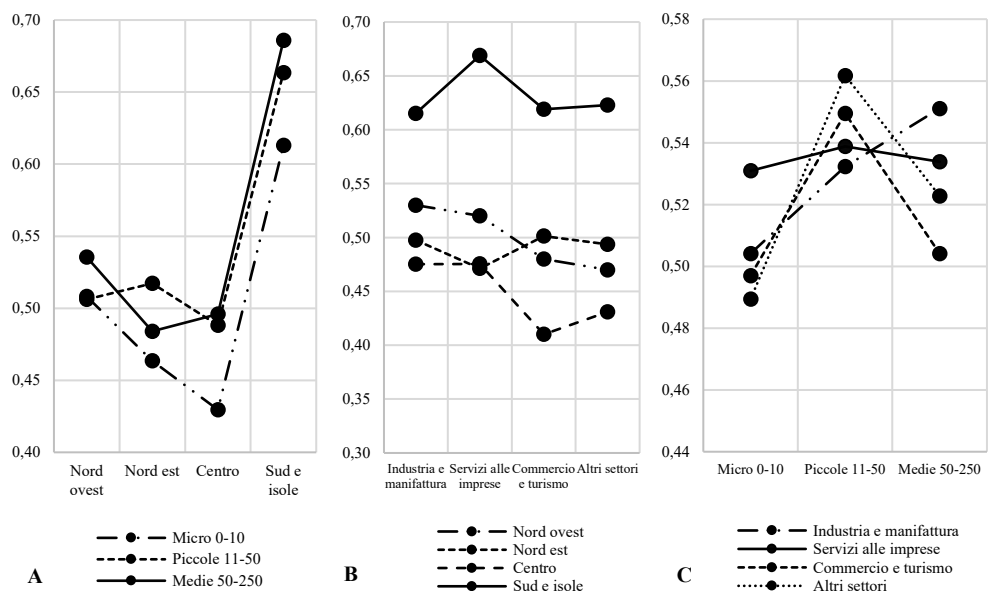 0,70
0,65
0,60
0,55
0,50
0,45
0,40
Nord ovest
Nord est
Centro
Sud e isole
Micro 0-10
Piccole 11-50
Medie 50-250
A
0,70
0,65
0,60
0,55
0,50
0,45
0,40
0,35
0,30
Industria e manifattura
Servizi alle imprese
Commercio e turismo
Altri settori
Nord ovest
Nord est
Centro
Sud e isole
B
0,58
0,56
0,54
0,52
0,50
0,48
0,46
0,44
Micro 0-10
Piccole 11-50
Medie 50-250
Industria e manifattura
Servizi alle imprese
Commercio e turismo
Altri settori
C